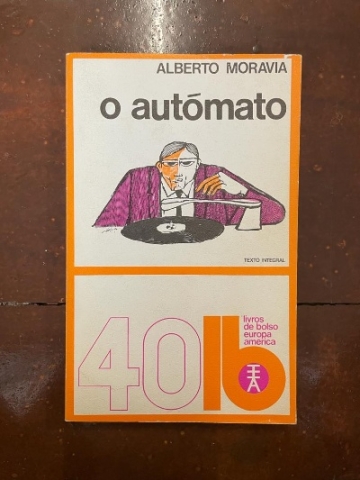 ALBERTO MORAVIA
o autómato
TEXTO INTEGRAL
40
lb
livros
de bolso
europa
américa